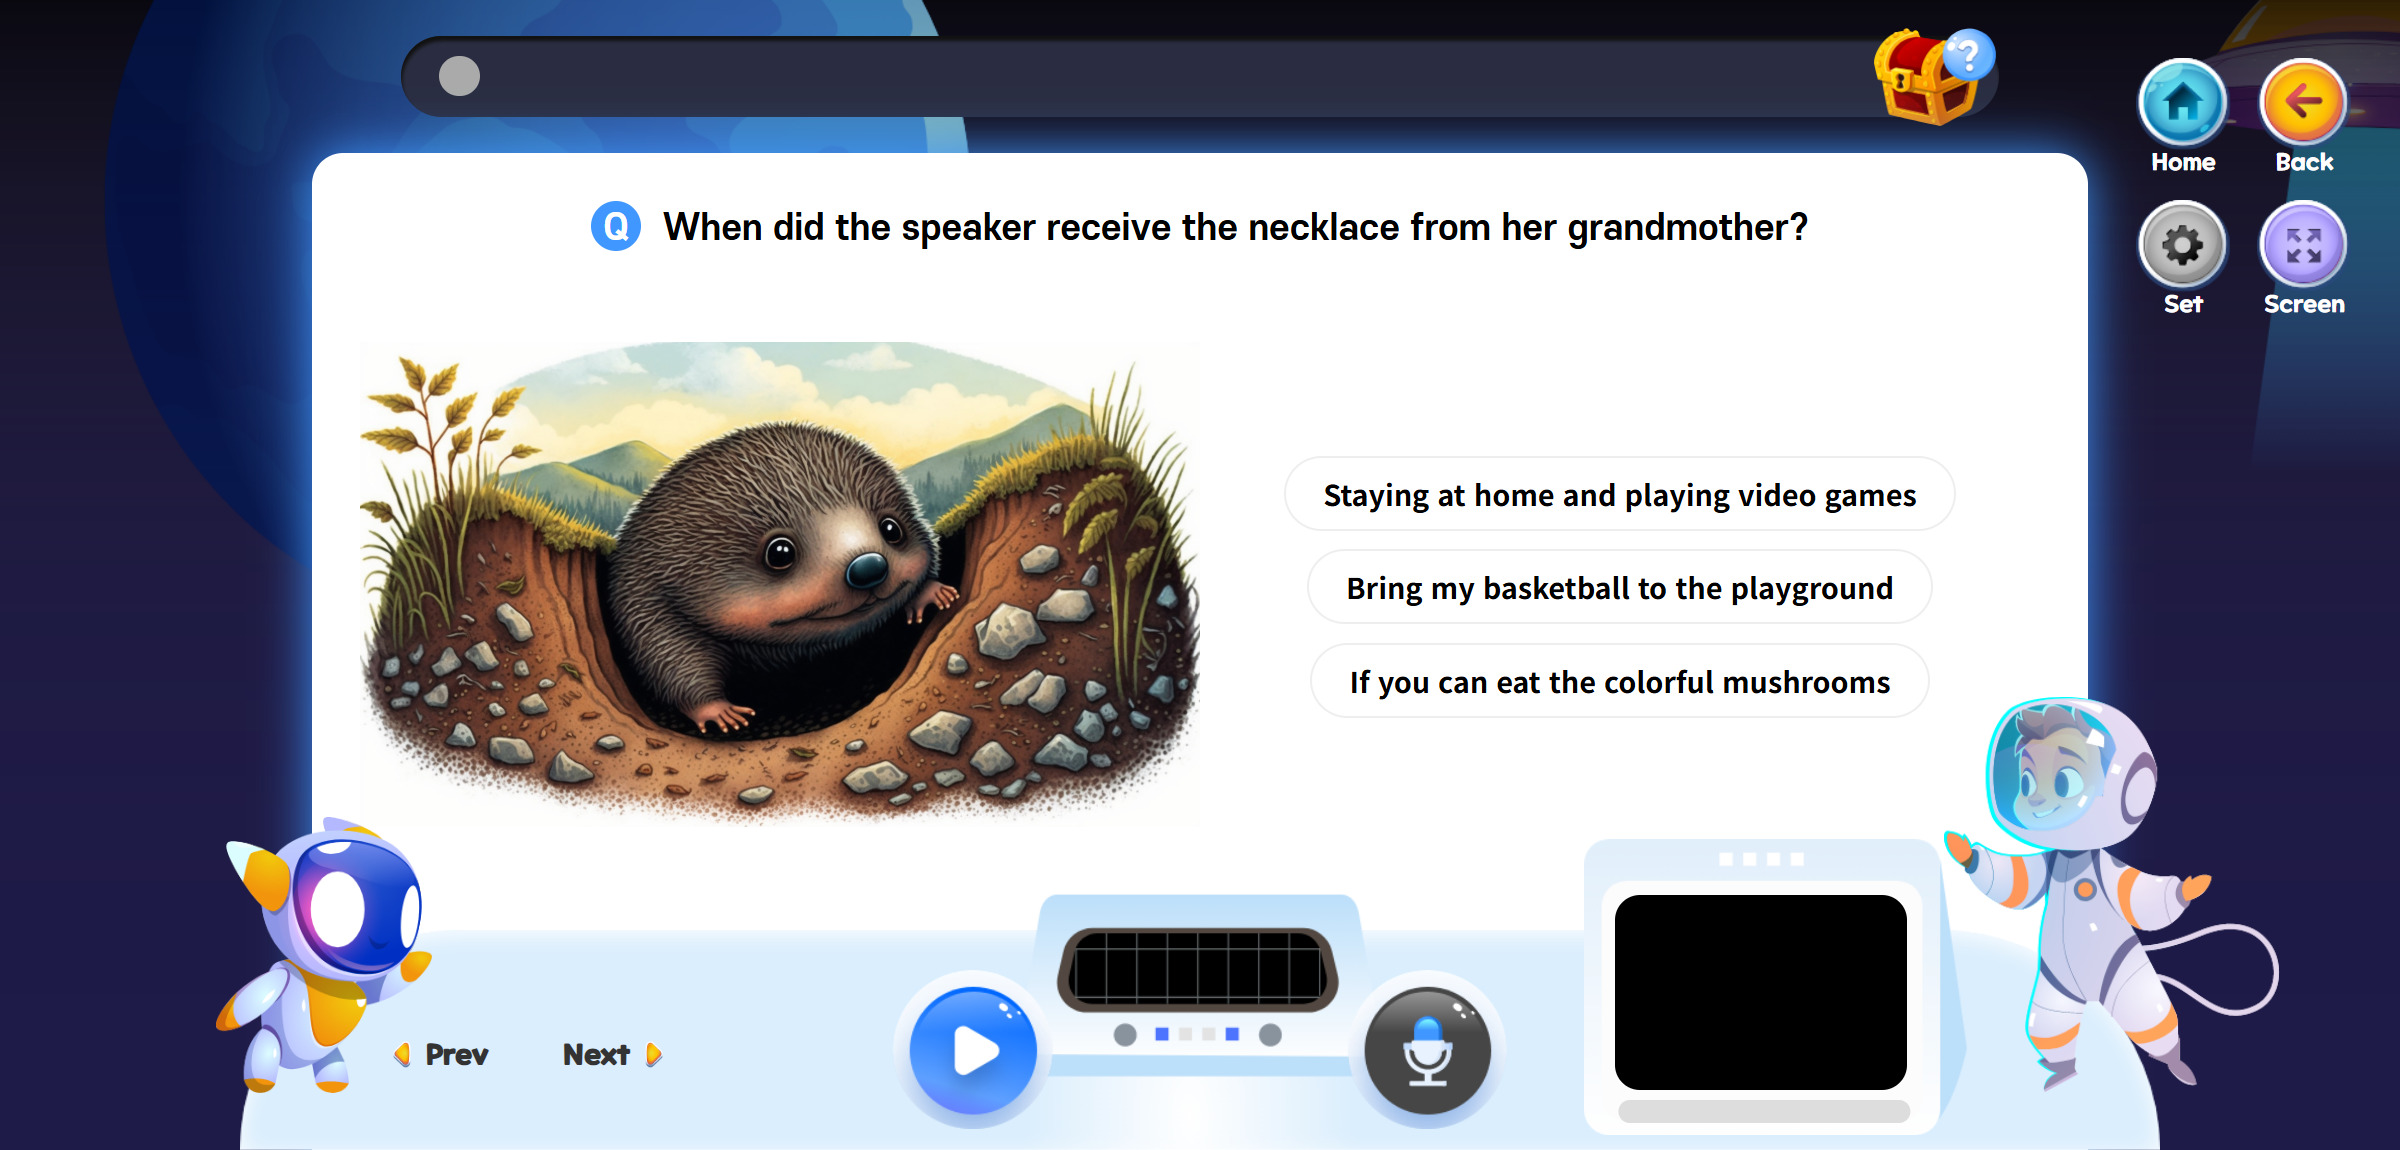 ?
Home
Back
Q When did the speaker receive the necklace from her grandmother?
Set
Screen
Staying at home and playing video games
Bring my basketball to the playground
If you can eat the colorful mushrooms
Prev
Next